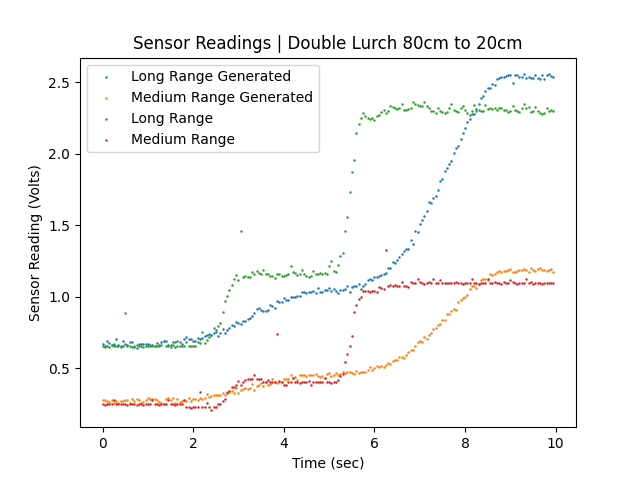 Sensor Readings | Double Lurch 80cm to 20cm
Long Range Generated
Medium Range Generated
Long Range
Medium Range
Sensor Reading (Volts)
2.5
2.0
1.5
1.0
0.5
0 2 4 6 8 10
Time (sec)